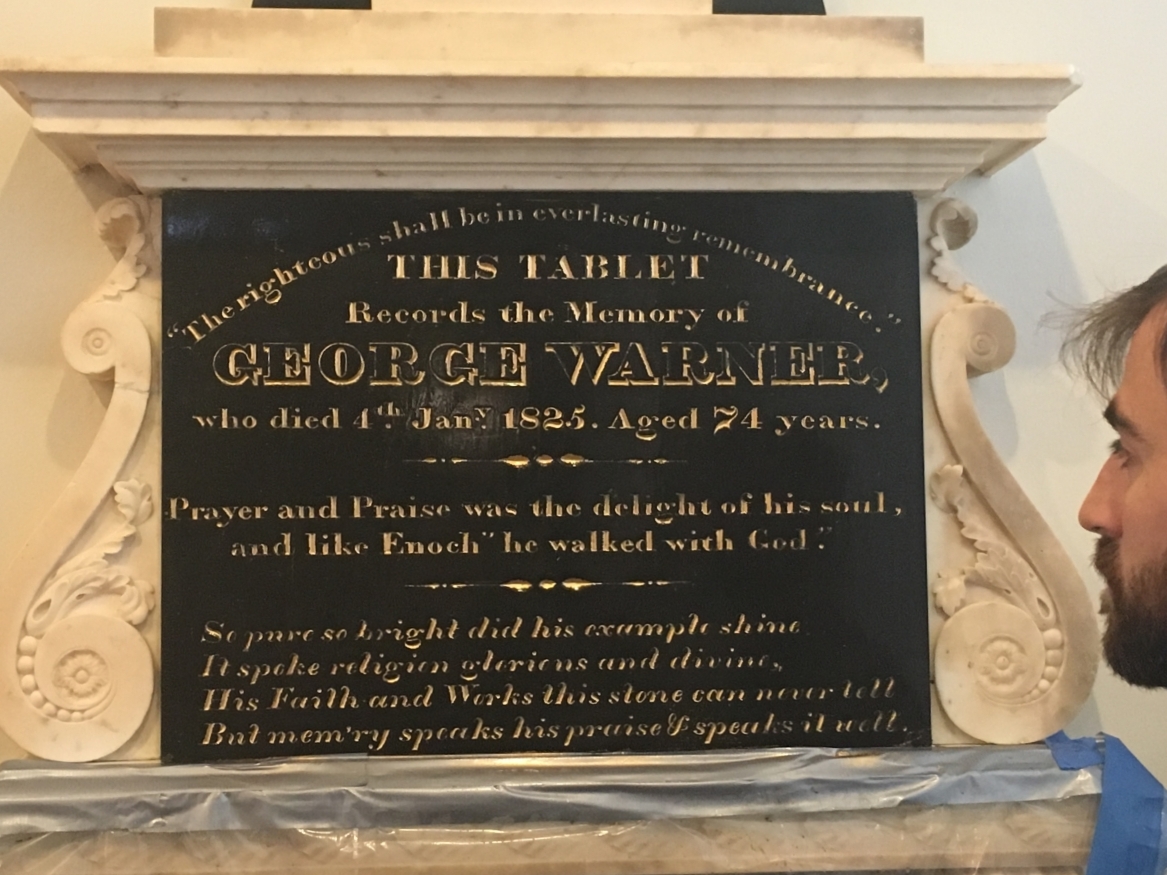 "The righteous shall be in everlasting remembrance."
THIS TABLET
Records the Memory of
GEORGE WARNER,
who died 4th. Jany. 1825. Aged 74 years.
Prayer and Praise was the delight of his soul,
and like Enoch "he walked with God."
So pure so bright did his example shine
It spoke religion glorious and divine,
His Faith and Works this stone can never tell
But mem'ry speaks his praise & speaks it well.